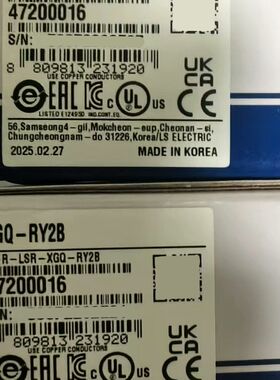 47200016
S/N:
8 809813 231920
USE COPPER CONDUCTORS
EAC CE UL US UK CA
LISTED E124930 IND.CONT.EQ.
56,Samseong4-gil,Mokcheon-eup,Cheonan-si,
Chungcheongnam-do 31226,Korea/LS ELECTRIC
2025.02.27 MADE IN KOREA
GQ-RY2B
R-LSR-XGQ-RY2B
7200016
809813 231920
USE COPPER CONDUCTORS
UK CA